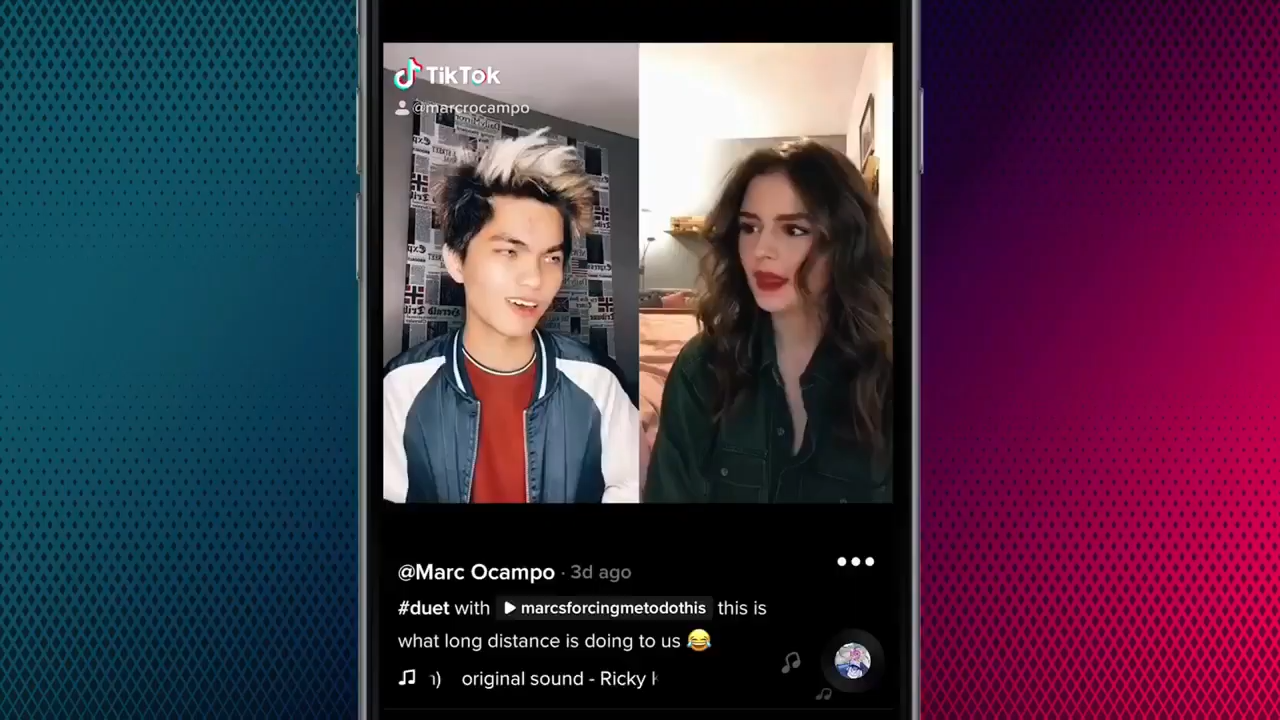 TikTok
@marcrocampo
@Marc Ocampo · 3d ago
#duet with marcsforcingmetodothis this is
what long distance is doing to us 😂
original sound - Ricky